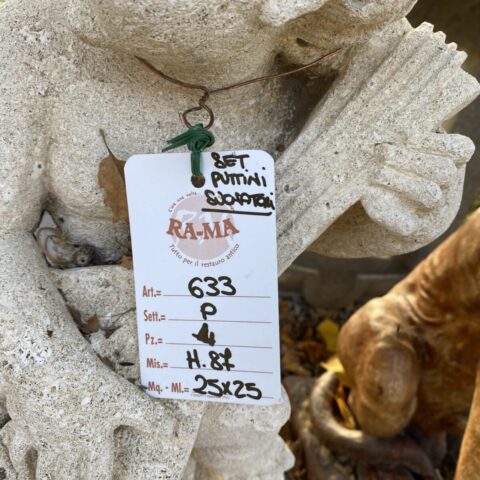 SET
PUTTINI
SUONATORI
RA-MA
Tutto per il restauro antico
Art.= 633
Sett.= P
Pz.= 4
Mis.= H. 87
Mq. - Ml.= 25x25